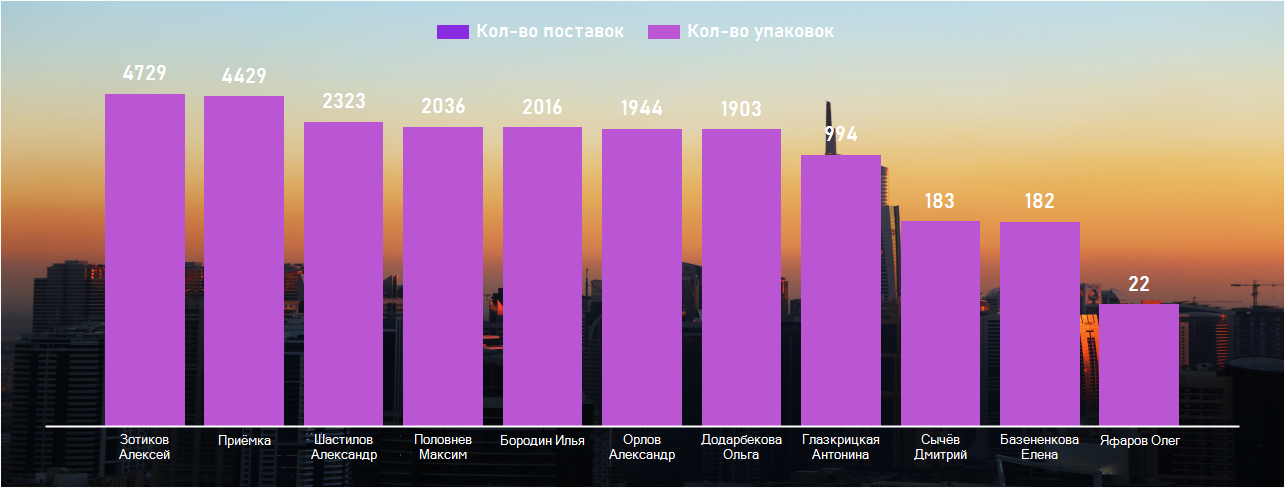 Кол-во поставок Кол-во упаковок
4729 4429 2323 2036 2016 1944 1903 994 183 182 22
Зотиков Приёмка Шастилов Половнев Бородин Илья Орлов Додарбекова Глазкрицкая Сычёв Базененкова Яфаров Олег
Алексей Александр Максим Александр Ольга Антонина Дмитрий Елена